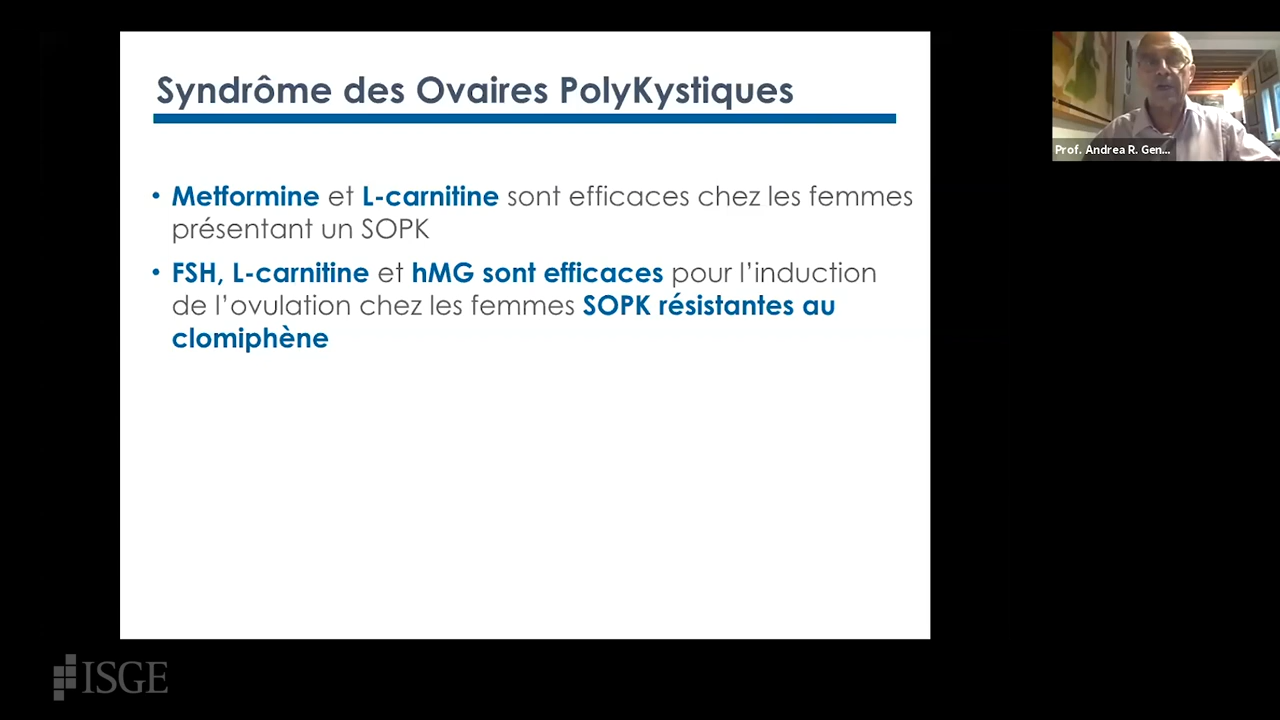 Syndrôme des Ovaires PolyKystiques
• Metformine et L-carnitine sont efficaces chez les femmes
présentant un SOPK
• FSH, L-carnitine et hMG sont efficaces pour l’induction
de l’ovulation chez les femmes SOPK résistantes au
clomiphène
Prof. Andrea R. Gen...
ISGE